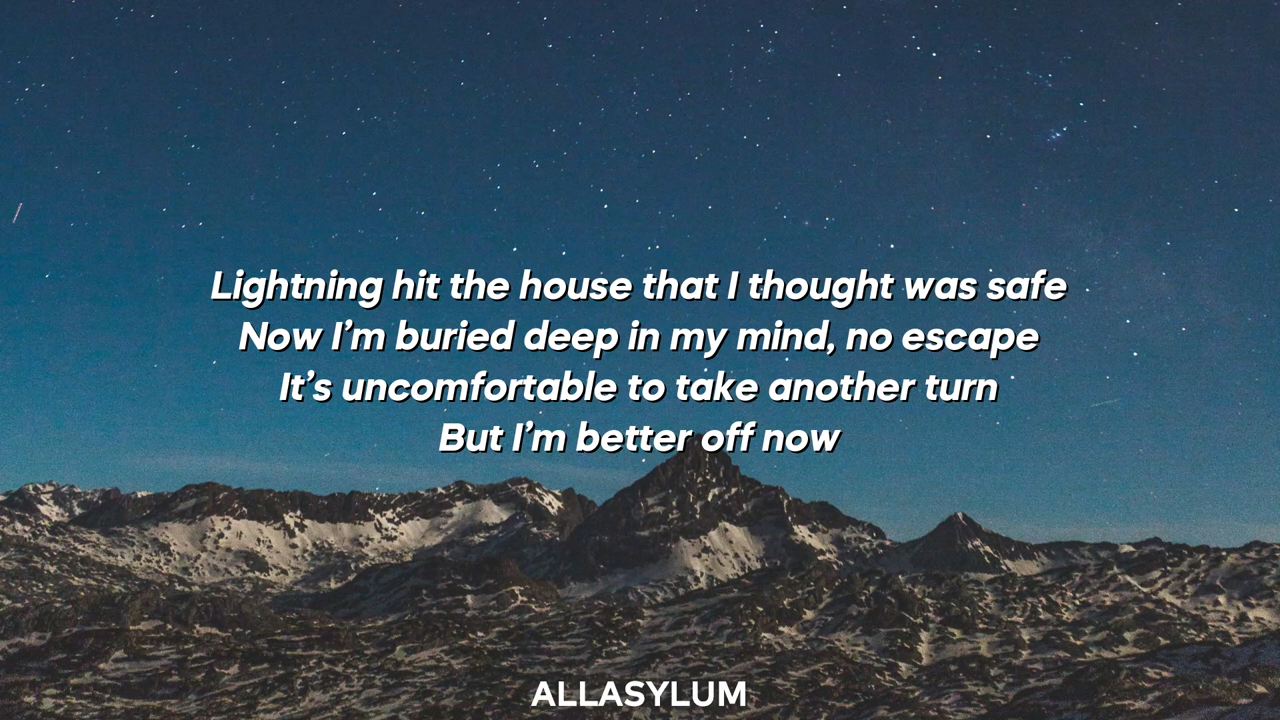 Lightning hit the house that I thought was safe
Now I’m buried deep in my mind, no escape
It’s uncomfortable to take another turn
But I’m better off now
ALLASYLUM